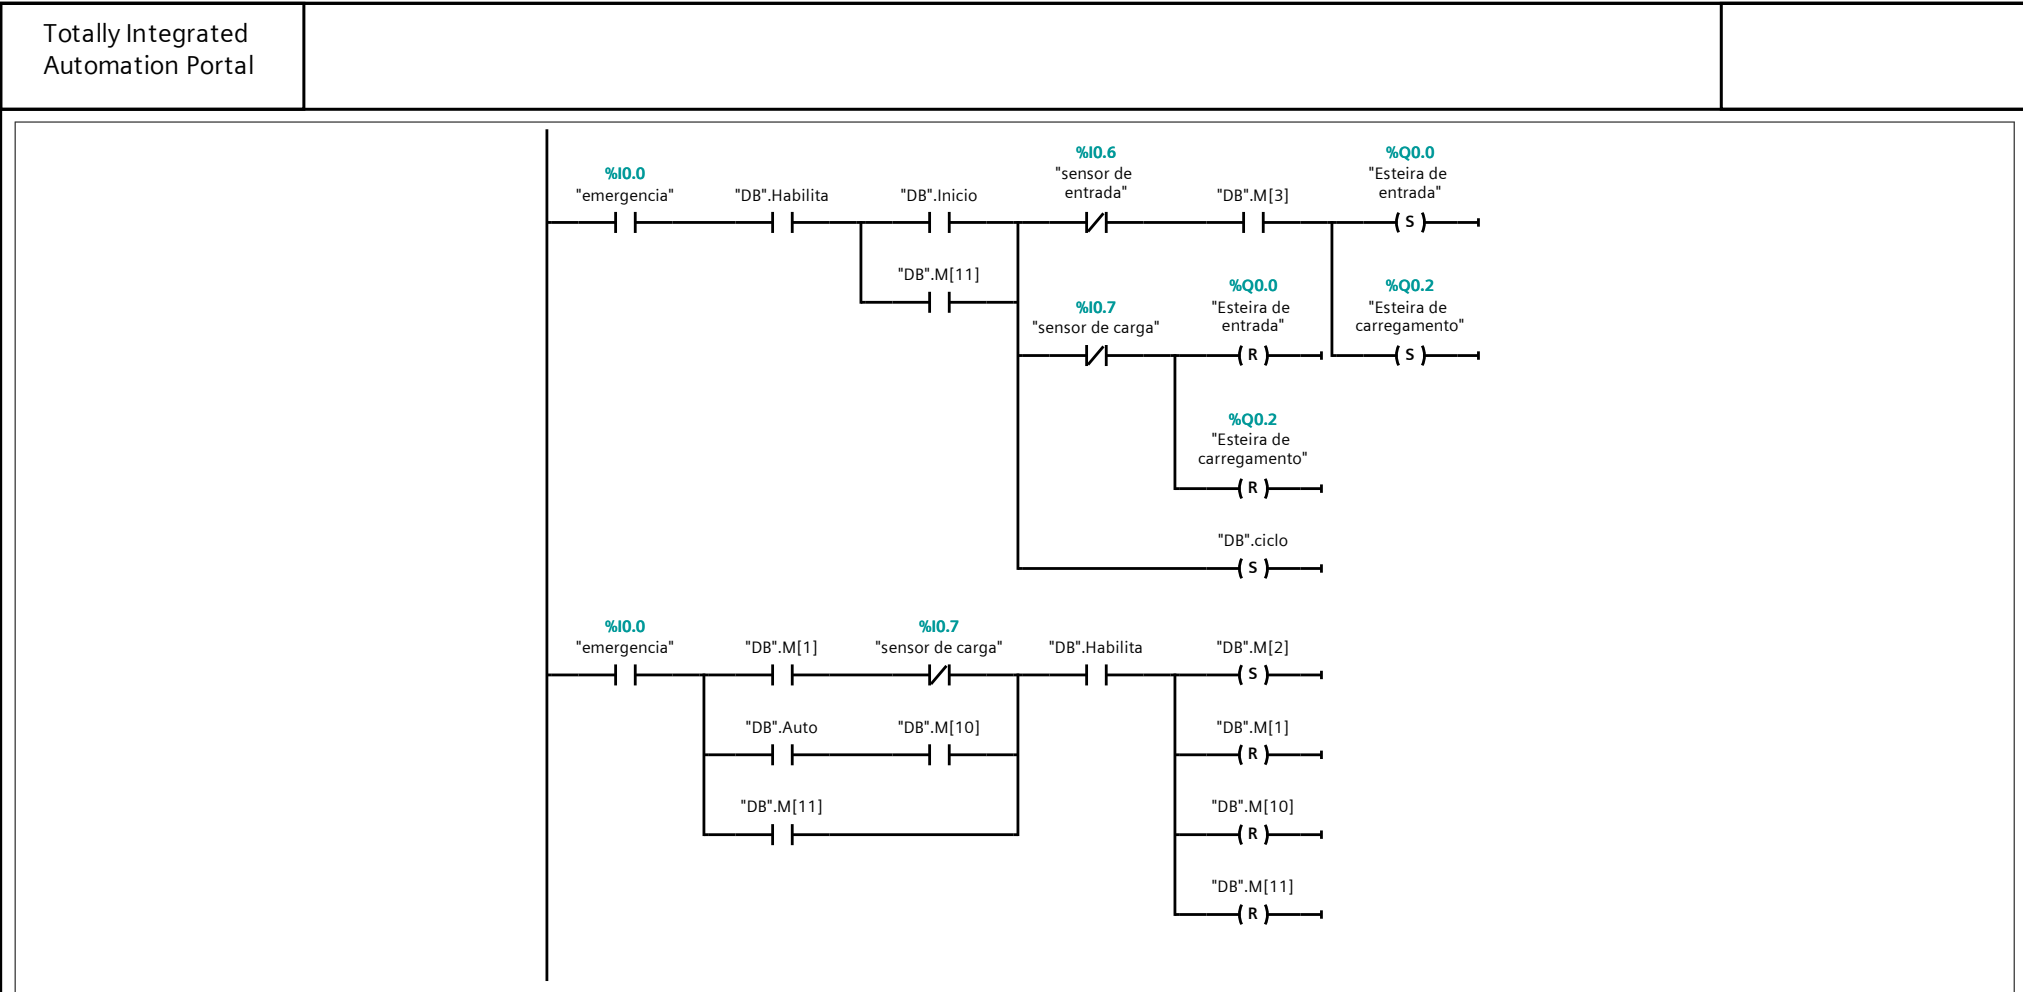 Totally Integrated
Automation Portal
%I0.0
"emergencia"
"DB".Habilita
"DB".Inicio
%I0.6
"sensor de
entrada"
"DB".M[3]
%Q0.0
"Esteira de
entrada"
( S )
"DB".M[11]
%I0.7
"sensor de carga"
%Q0.0
"Esteira de
entrada"
( R )
%Q0.2
"Esteira de
carregamento"
( S )
%Q0.2
"Esteira de
carregamento"
( R )
"DB".ciclo
( S )
%I0.0
"emergencia"
"DB".M[1]
%I0.7
"sensor de carga"
"DB".Habilita
"DB".M[2]
( S )
"DB".Auto
"DB".M[10]
"DB".M[1]
( R )
"DB".M[11]
"DB".M[10]
( R )
"DB".M[11]
( R )